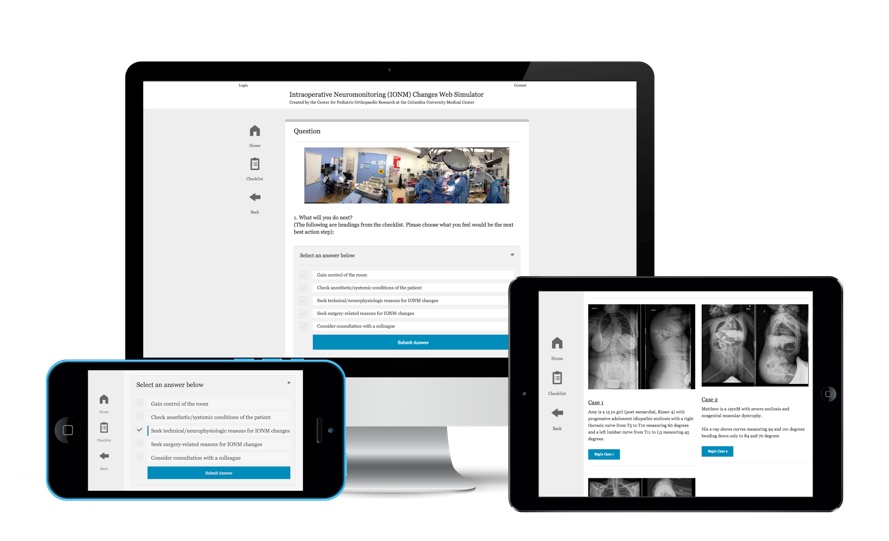 Login
Contact
Intraoperative Neuromonitoring (IONM) Changes Web Simulator
Created by the Center for Pediatric Orthopaedic Research at the Columbia University Medical Center
Home
Checklist
Back
Question
1. What will you do next?
(The following are headings from the checklist. Please choose what you feel would be the next
best action step):
Select an answer below
Gain control of the room
Check anesthetic/systemic conditions of the patient
Seek technical/neurophysiologic reasons for IONM changes
Seek surgery-related reasons for IONM changes
Consider consultation with a colleague
Submit Answer
Home
Checklist
Back
Select an answer below
Gain control of the room
Check anesthetic/systemic conditions of the patient
Seek technical/neurophysiologic reasons for IONM changes
Seek surgery-related reasons for IONM changes
Consider consultation with a colleague
Submit Answer
Home
Checklist
Back
Case 1
Amy is a 15 yo girl (post menarchal, Risser 4) with
progressive adolescent idiopathic scoliosis with a right
thoracic curve from T5 to T10 measuring 60 degrees
and a left lumbar curve from T11 to L3 measuring 45
degrees.
Begin Case 1
Case 2
Matthew is a 15yoM with severe scoliosis and
congenital muscular dystrophy.
His x-ray shows curves measuring 94 and 101 degrees
bending down only to 84 and 70 degrees
Begin Case 2